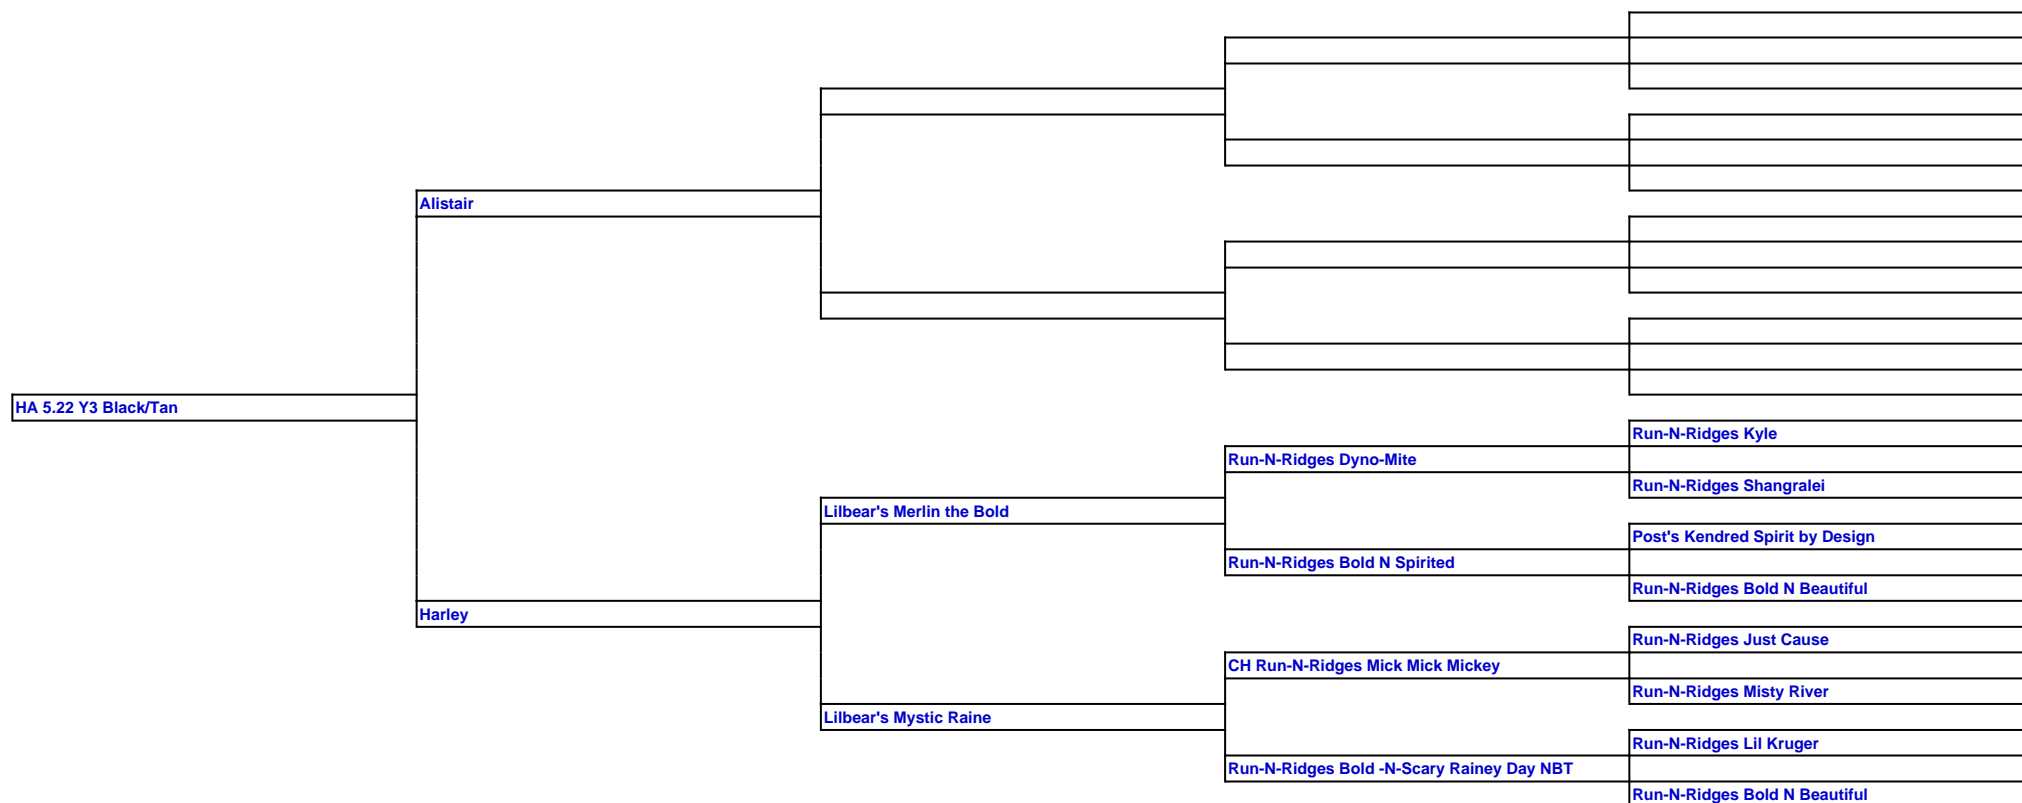 Alistair
HA 5.22 Y3 Black/Tan
Run-N-Ridges Kyle
Run-N-Ridges Dyno-Mite
Run-N-Ridges Shangralei
Lilbear's Merlin the Bold
Post's Kendred Spirit by Design
Run-N-Ridges Bold N Spirited
Run-N-Ridges Bold N Beautiful
Harley
Run-N-Ridges Just Cause
CH Run-N-Ridges Mick Mick Mickey
Run-N-Ridges Misty River
Lilbear's Mystic Raine
Run-N-Ridges Lil Kruger
Run-N-Ridges Bold -N-Scary Rainey Day NBT
Run-N-Ridges Bold N Beautiful